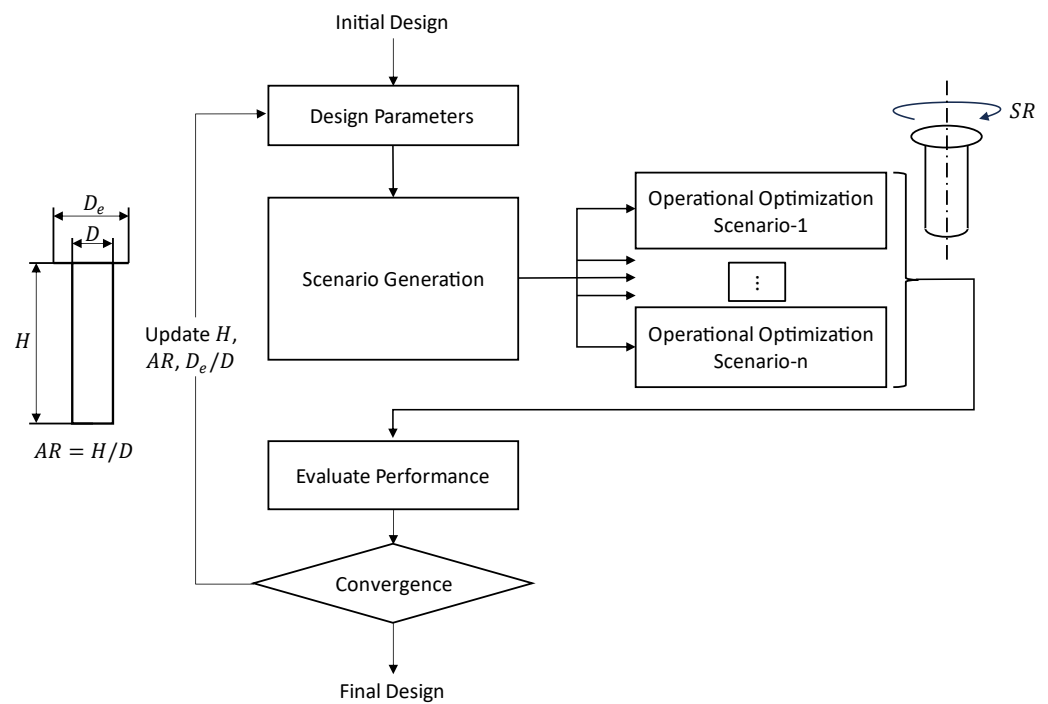 Initial Design
Design Parameters
SR
Operational Optimization
Scenario-1
D_e
D
Scenario Generation
⋮
H
Update H,
AR, D_e/D
Operational Optimization
Scenario-n
AR = H/D
Evaluate Performance
Convergence
Final Design